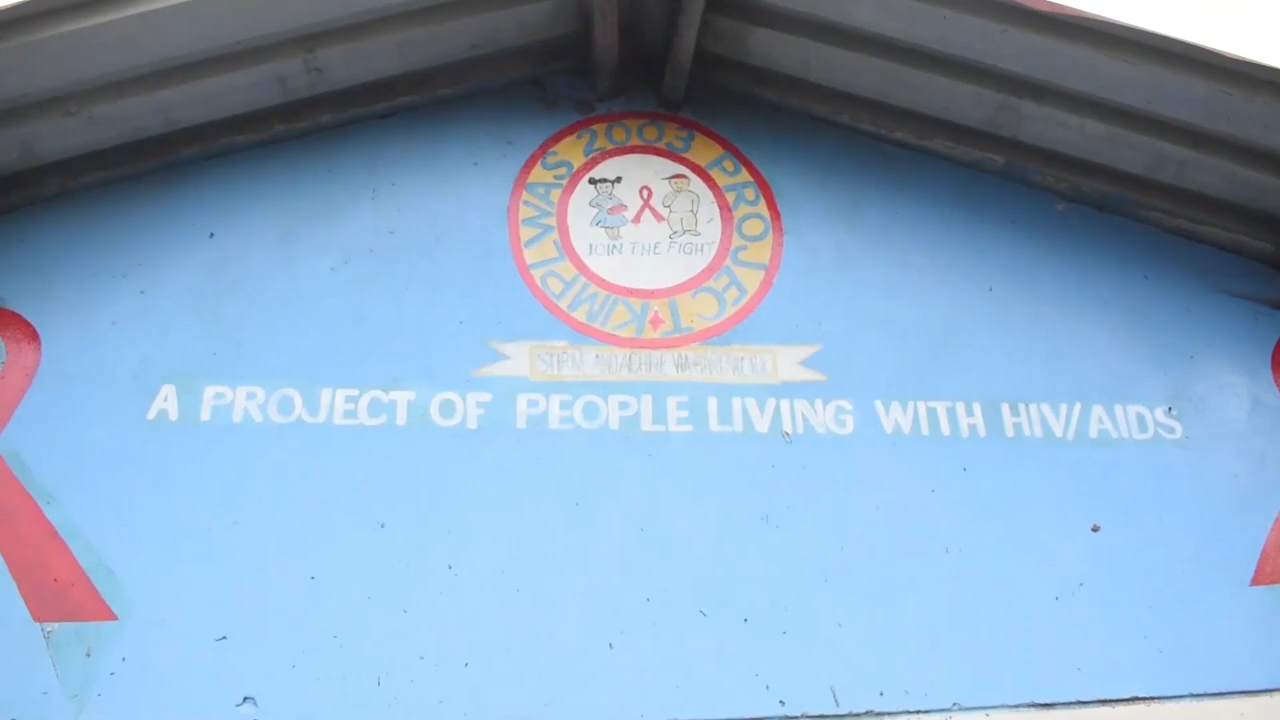 KIMPLWAS 2003 PROJECT
JOIN THE FIGHT
A PROJECT OF PEOPLE LIVING WITH HIV/AIDS